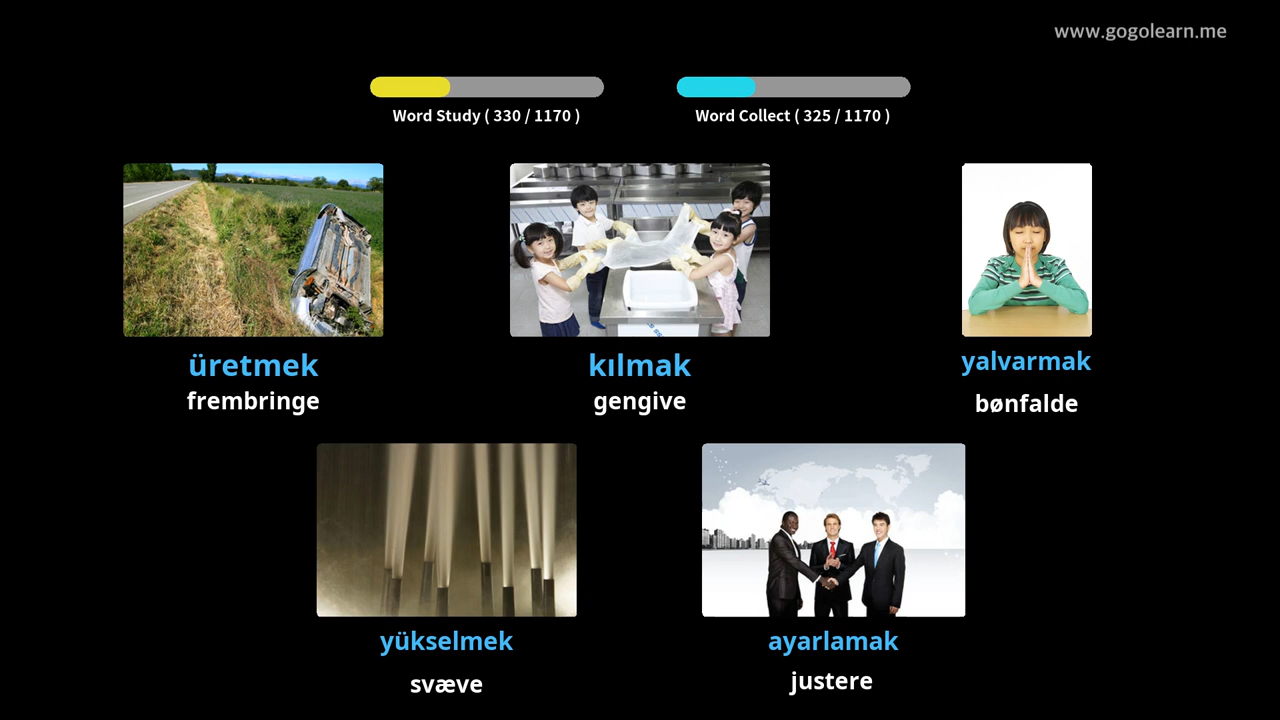 www.gogolearn.me
Word Study ( 330 / 1170 )
Word Collect ( 325 / 1170 )
üretmek
frembringe
kılmak
gengive
yalvarmak
bønfalde
yükselmek
svæve
ayarlamak
justere